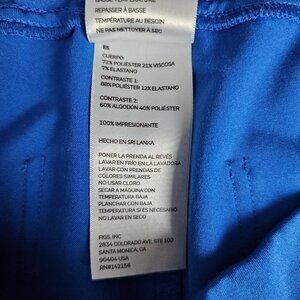 BASSE TEMPÉRATURE
REPASSER À BASSE
TEMPÉRATURE AU BESOIN
NE PAS NETTOYER À SEC
ES
CUERPO
72% POLIÉSTER 21% VISCOSA
7% ELASTANO
CONTRASTE 1:
88% POLIÉSTER 12% ELASTANO
CONTRASTE 2:
60% ALGODÓN 40% POLIÉSTER
100% IMPRESIONANTE
HECHO EN SRI LANKA
PONER LA PRENDA AL REVÉS
LAVAR EN FRÍO EN LA LAVADORA
LAVAR CON PRENDAS DE
COLORES SIMILARES
NO USAR CLORO
SECAR A MÁQUINA CON
TEMPERATURA BAJA
PLANCHAR CON BAJA
TEMPERATURA SI ES NECESARIO
NO LAVAR EN SECO
FIGS, INC
2834 COLORADO AVE, STE 100
SANTA MONICA, CA
90404 USA
RN#142156